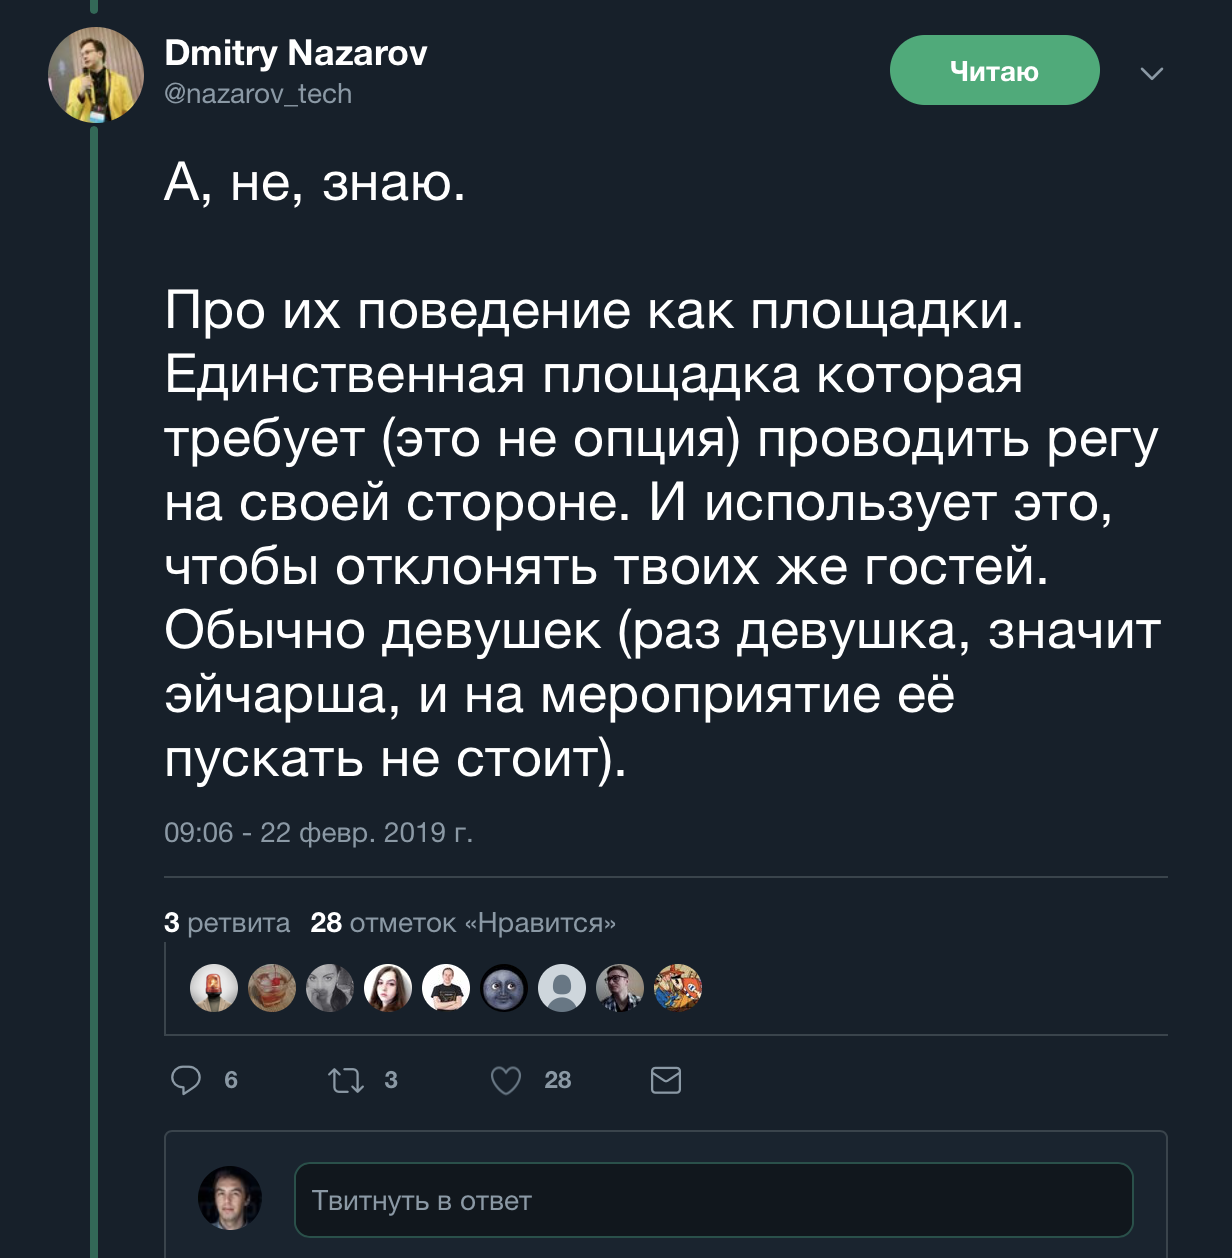 Dmitry Nazarov
@nazarov_tech
Читаю
А, не, знаю.
Про их поведение как площадки.
Единственная площадка которая
требует (это не опция) проводить регу
на своей стороне. И использует это,
чтобы отклонять твоих же гостей.
Обычно девушек (раз девушка, значит
эйчарша, и на мероприятие её
пускать не стоит).
09:06 - 22 февр. 2019 г.
3 ретвита 28 отметок «Нравится»
6 3 28
Твитнуть в ответ